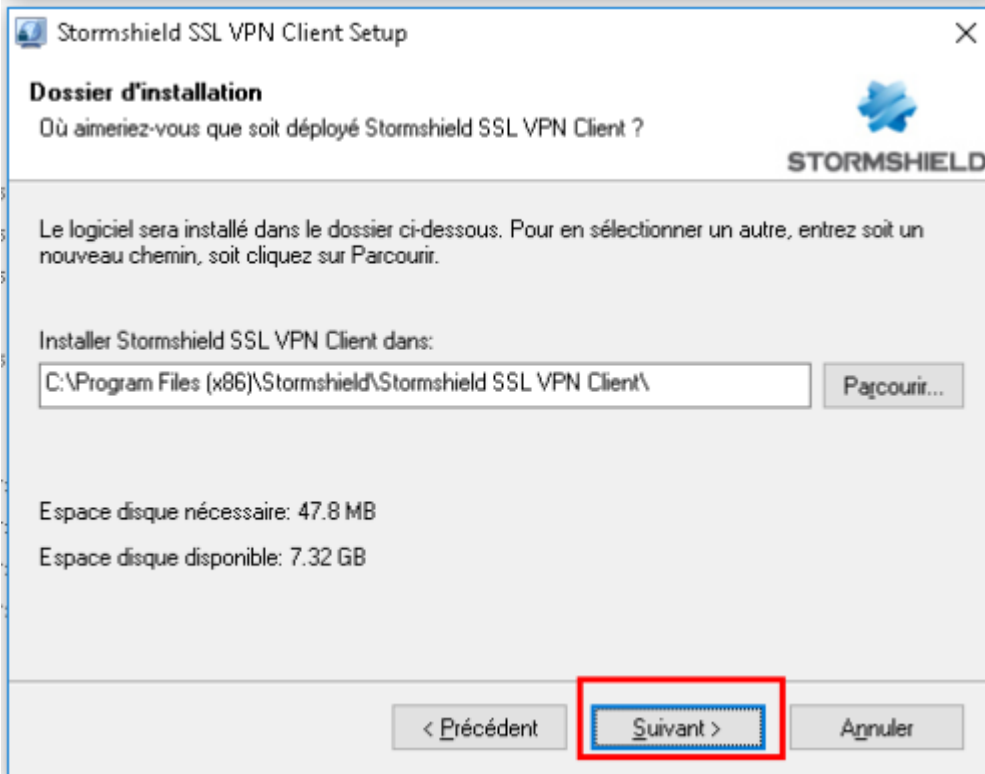 Stormshield SSL VPN Client Setup
Dossier d'installation
Où aimeriez-vous que soit déployé Stormshield SSL VPN Client ?
STORMSHIELD
Le logiciel sera installé dans le dossier ci-dessous. Pour en sélectionner un autre, entrez soit un
nouveau chemin, soit cliquez sur Parcourir.
Installer Stormshield SSL VPN Client dans:
C:\Program Files (x86)\Stormshield\Stormshield SSL VPN Client\
Parcourir...
Espace disque nécessaire: 47.8 MB
Espace disque disponible: 7.32 GB
< Précédent
Suivant >
Annuler